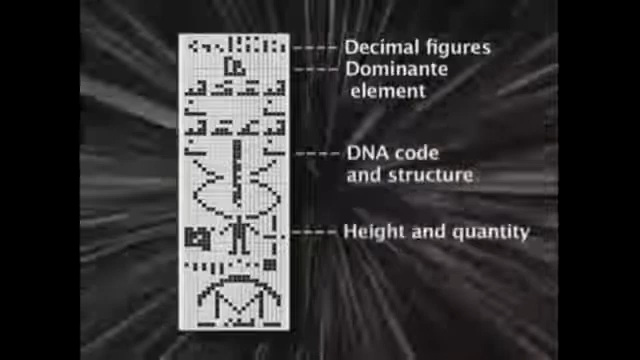 Decimal figures
Dominante
element
DNA code
and structure
Height and quantity